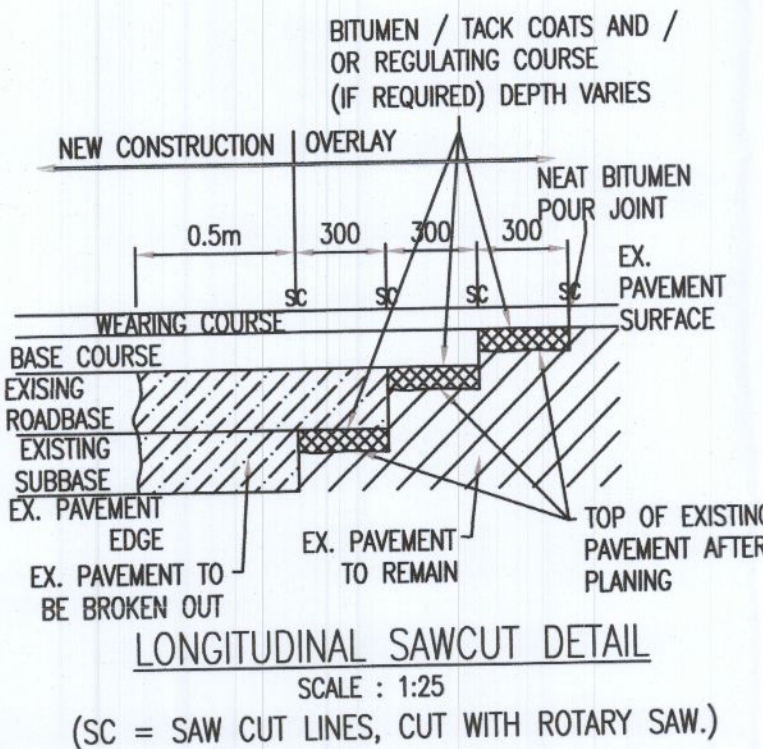 BITUMEN / TACK COATS AND /
OR REGULATING COURSE
(IF REQUIRED) DEPTH VARIES
NEW CONSTRUCTION OVERLAY
NEAT BITUMEN
POUR JOINT
0.5m 300 300 300
EX.
PAVEMENT
SURFACE
SC SC SC SC
WEARING COURSE
BASE COURSE
EXISING
ROADBASE
EXISTING
SUBBASE
EX. PAVEMENT
EDGE
EX. PAVEMENT TO
BE BROKEN OUT
EX. PAVEMENT
TO REMAIN
TOP OF EXISTING
PAVEMENT AFTER
PLANING
LONGITUDINAL SAWCUT DETAIL
SCALE : 1:25
(SC = SAW CUT LINES, CUT WITH ROTARY SAW.)